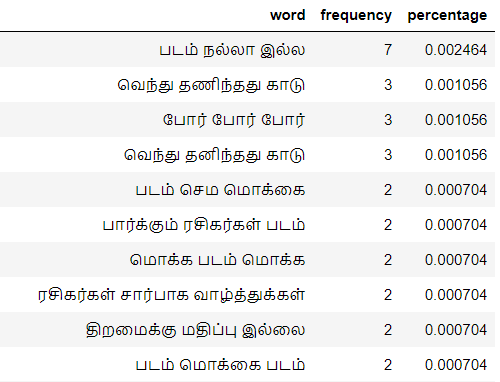 word frequency percentage
படம் நல்லா இல்ல 7 0.002464
வெந்து தணிந்தது காடு 3 0.001056
போர் போர் போர் 3 0.001056
வெந்து தனிந்தது காடு 3 0.001056
படம் செம மொக்கை 2 0.000704
பார்க்கும் ரசிகர்கள் படம் 2 0.000704
மொக்க படம் மொக்க 2 0.000704
ரசிகர்கள் சார்பாக வாழ்த்துக்கள் 2 0.000704
திறமைக்கு மதிப்பு இல்லை 2 0.000704
படம் மொக்கை படம் 2 0.000704